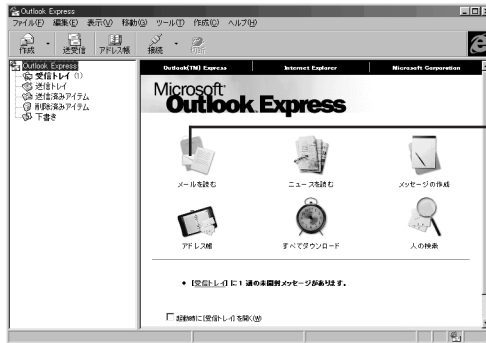 Outlook Express
ファイル(F) 編集(E) 表示(V) 移動(G) ツール(T) 作成(C) ヘルプ(H)
作成 送受信 アドレス帳 接続
Outlook Express
受信トレイ (1)
送信トレイ
送信済みアイテム
削除済みアイテム
下書き
Outlook(TM) Express Internet Explorer Microsoft Corporation
Microsoft
Outlook Express
メールを読む ニュースを読む メッセージの作成
アドレス帳 すべてダウンロード 人の検索
• [受信トレイ] に 1 通の未開封メッセージがあります。
起動時に [受信トレイ] を開く(W)